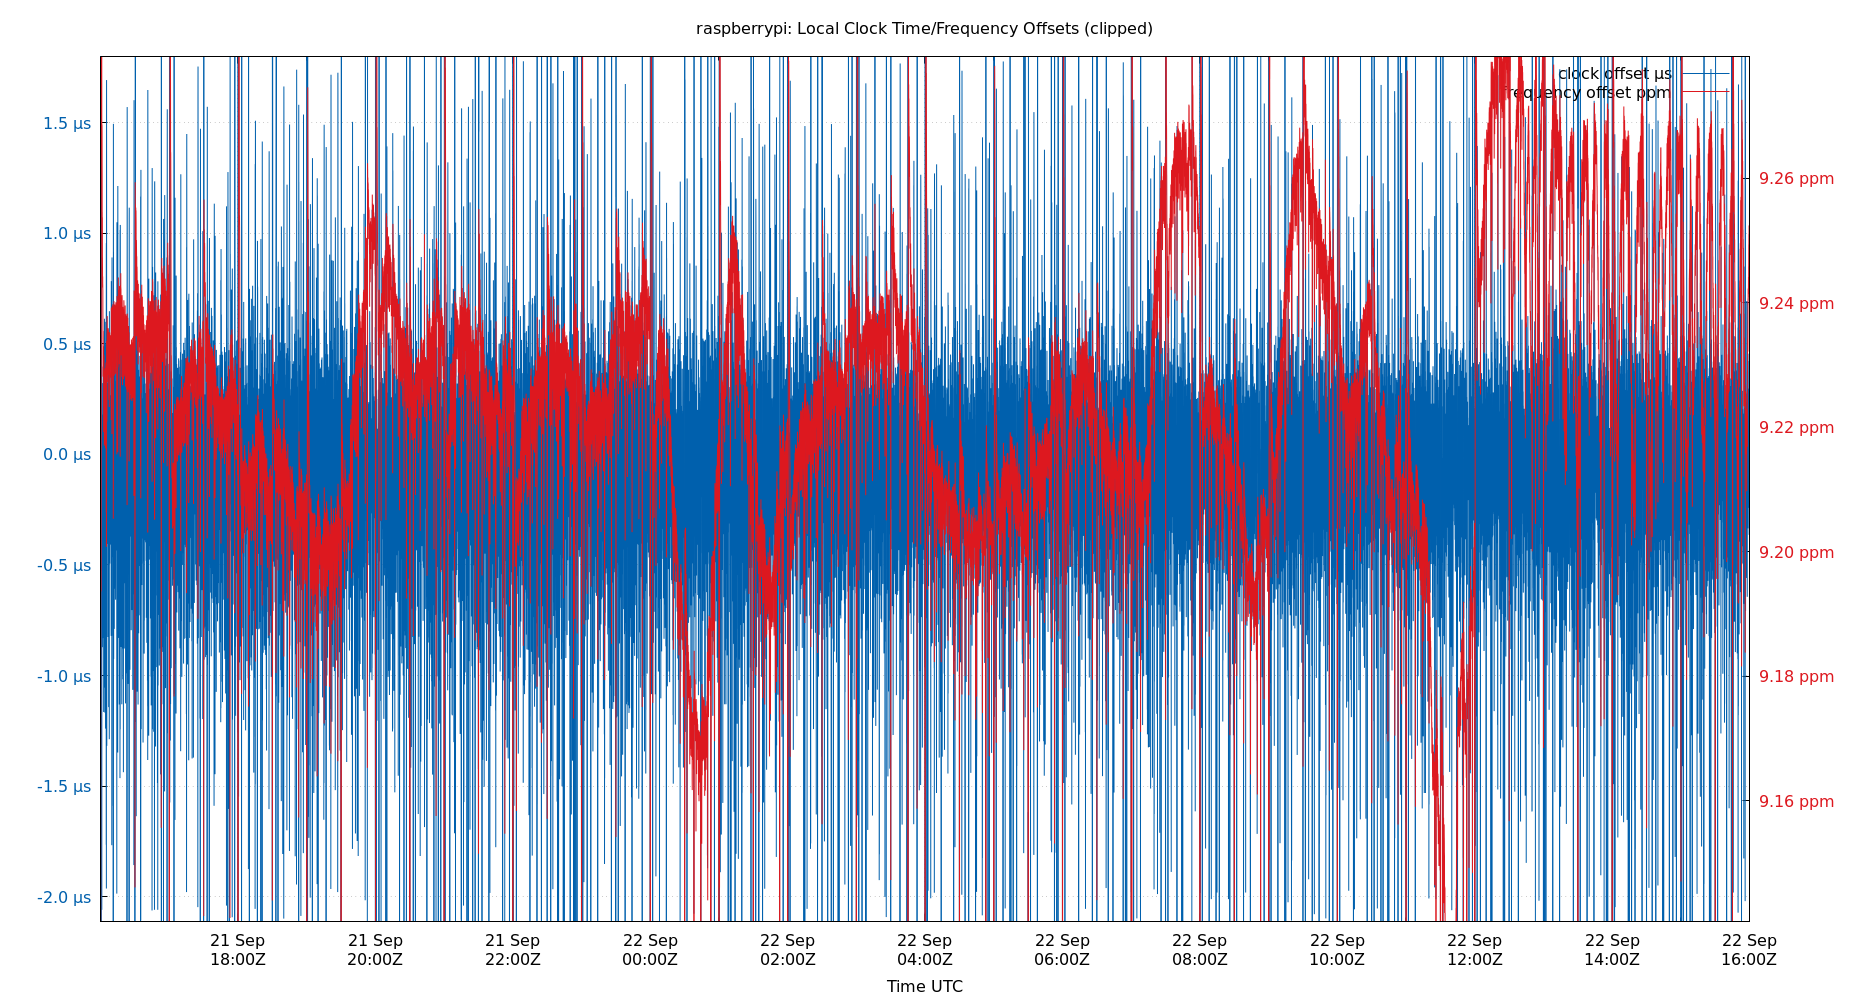 raspberrypi: Local Clock Time/Frequency Offsets (clipped)
clock offset µs
frequency offset ppm
1.5 µs
1.0 µs
0.5 µs
0.0 µs
-0.5 µs
-1.0 µs
-1.5 µs
-2.0 µs
9.26 ppm
9.24 ppm
9.22 ppm
9.20 ppm
9.18 ppm
9.16 ppm
21 Sep
18:00Z
21 Sep
20:00Z
21 Sep
22:00Z
22 Sep
00:00Z
22 Sep
02:00Z
22 Sep
04:00Z
22 Sep
06:00Z
22 Sep
08:00Z
22 Sep
10:00Z
22 Sep
12:00Z
22 Sep
14:00Z
22 Sep
16:00Z
Time UTC